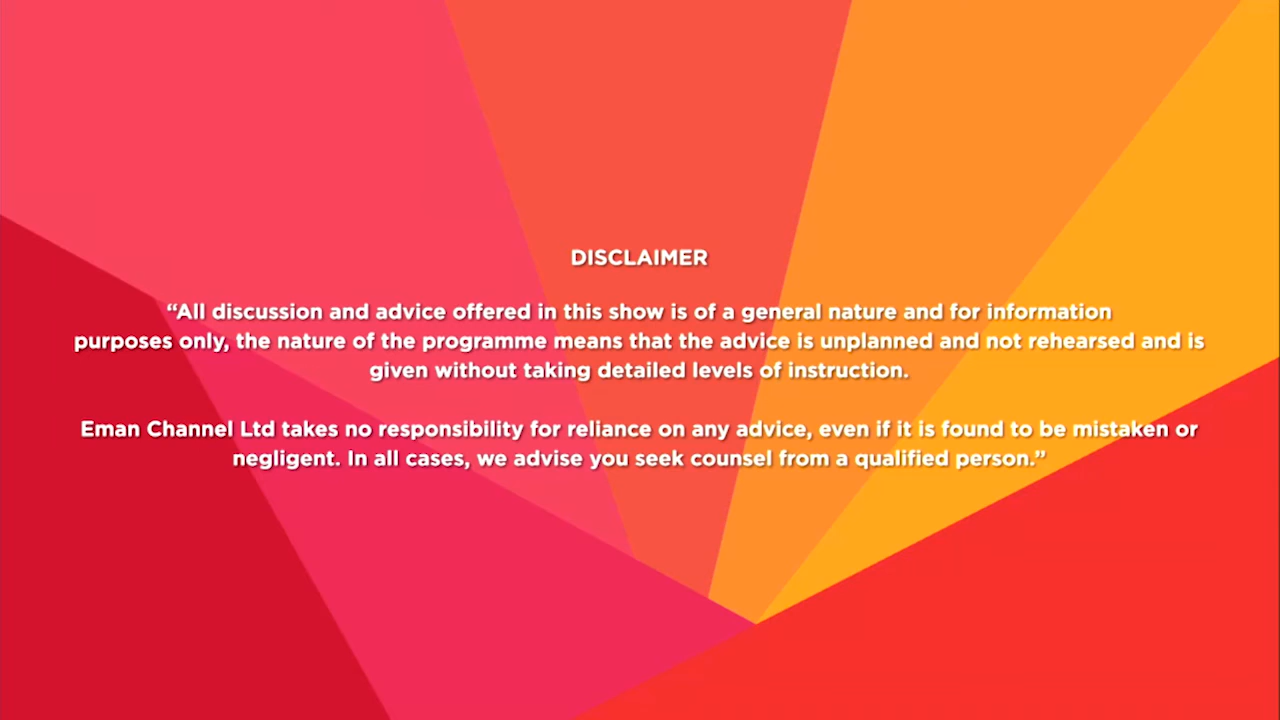 DISCLAIMER
“All discussion and advice offered in this show is of a general nature and for information
purposes only, the nature of the programme means that the advice is unplanned and not rehearsed and is
given without taking detailed levels of instruction.
Eman Channel Ltd takes no responsibility for reliance on any advice, even if it is found to be mistaken or
negligent. In all cases, we advise you seek counsel from a qualified person.”